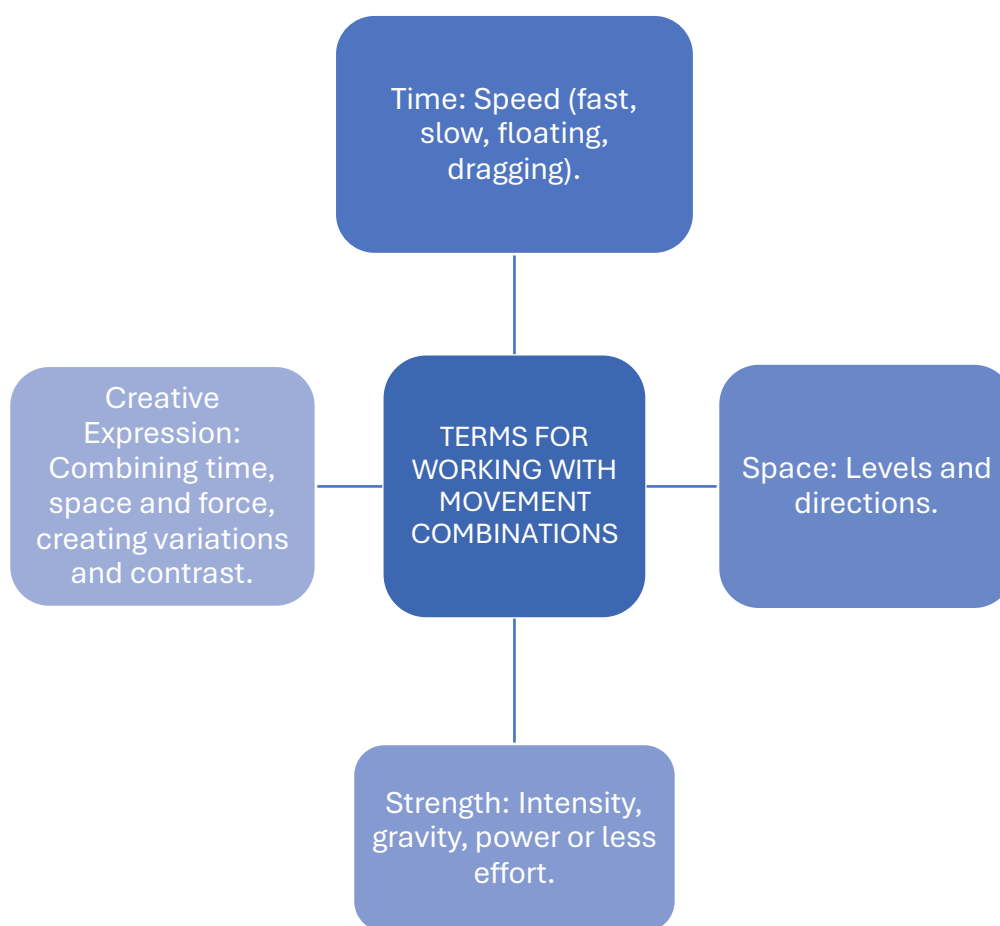 Time: Speed (fast,
slow, floating,
dragging).
Creative
Expression:
Combining time,
space and force,
creating variations
and contrast.
TERMS FOR
WORKING WITH
MOVEMENT
COMBINATIONS
Space: Levels and
directions.
Strength: Intensity,
gravity, power or less
effort.